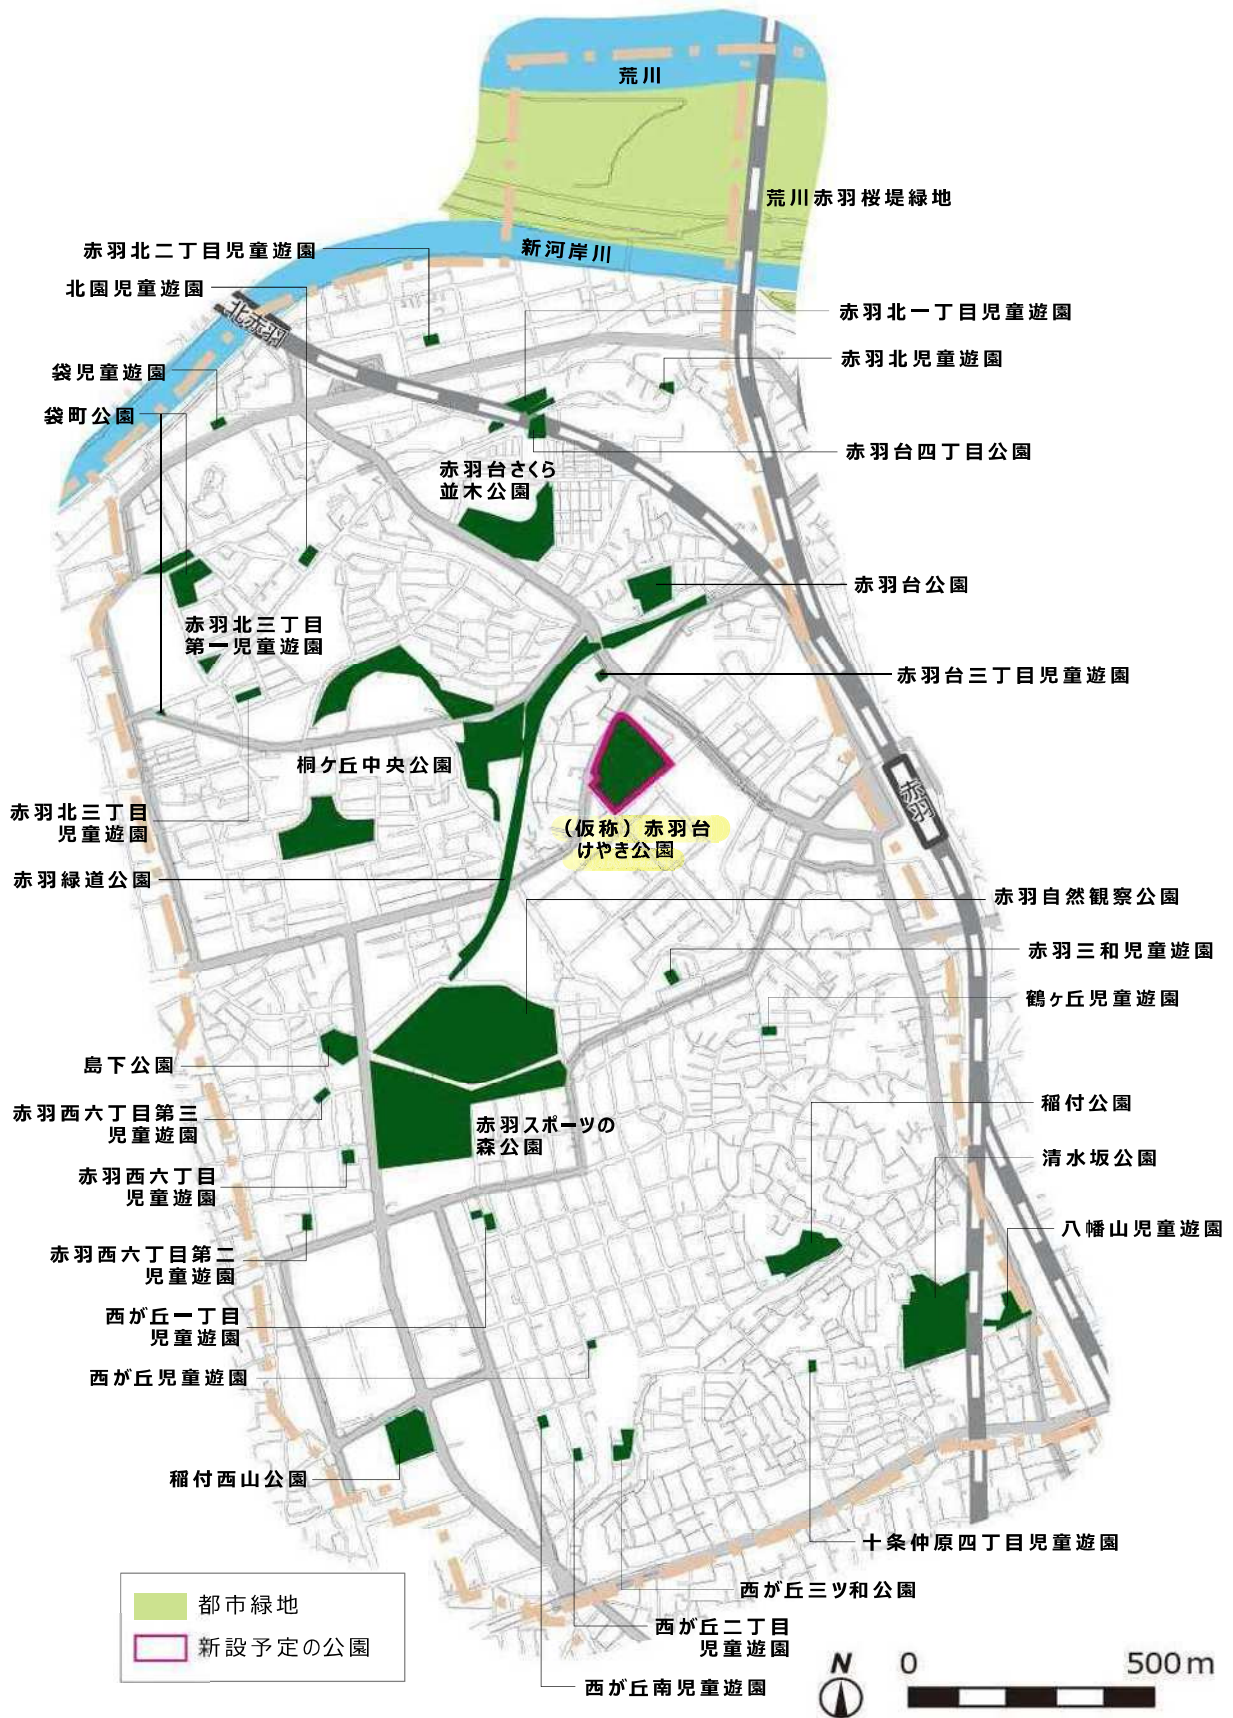 荒川
荒川赤羽桜堤緑地
新河岸川
赤羽北二丁目児童遊園
北園児童遊園
北赤羽
赤羽北一丁目児童遊園
赤羽北児童遊園
袋児童遊園
袋町公園
赤羽台四丁目公園
赤羽台さくら
並木公園
赤羽台公園
赤羽北三丁目
第一児童遊園
赤羽台三丁目児童遊園
桐ケ丘中央公園
赤羽
赤羽北三丁目
児童遊園
（仮称）赤羽台
けやき公園
赤羽緑道公園
赤羽自然観察公園
赤羽三和児童遊園
鶴ヶ丘児童遊園
島下公園
赤羽西六丁目第三
児童遊園
赤羽スポーツの
森公園
稲付公園
清水坂公園
赤羽西六丁目
児童遊園
八幡山児童遊園
赤羽西六丁目第二
児童遊園
西が丘一丁目
児童遊園
西が丘児童遊園
稲付西山公園
十条仲原四丁目児童遊園
西が丘三ツ和公園
西が丘二丁目
児童遊園
西が丘南児童遊園
都市緑地
新設予定の公園
N
0 500m